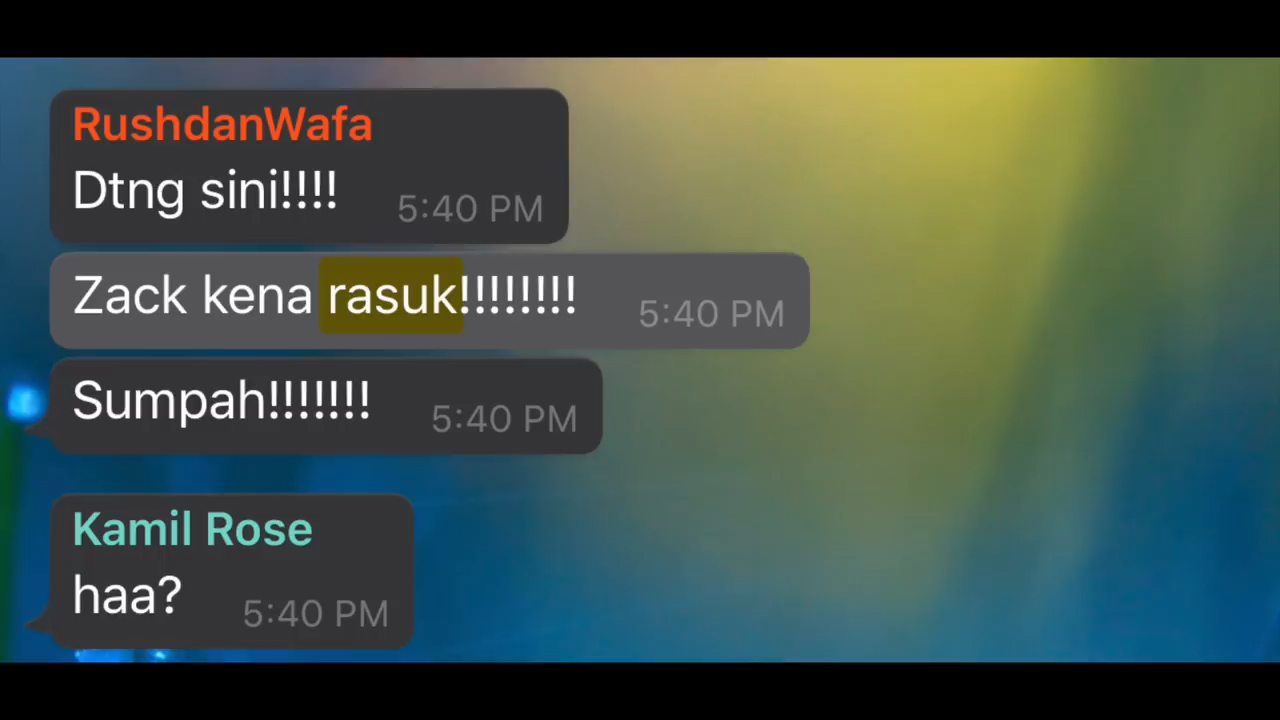 RushdanWafa
Dtng sini!!!! 5:40 PM
Zack kena rasuk!!!!!!!! 5:40 PM
Sumpah!!!!!!! 5:40 PM
Kamil Rose
haa? 5:40 PM